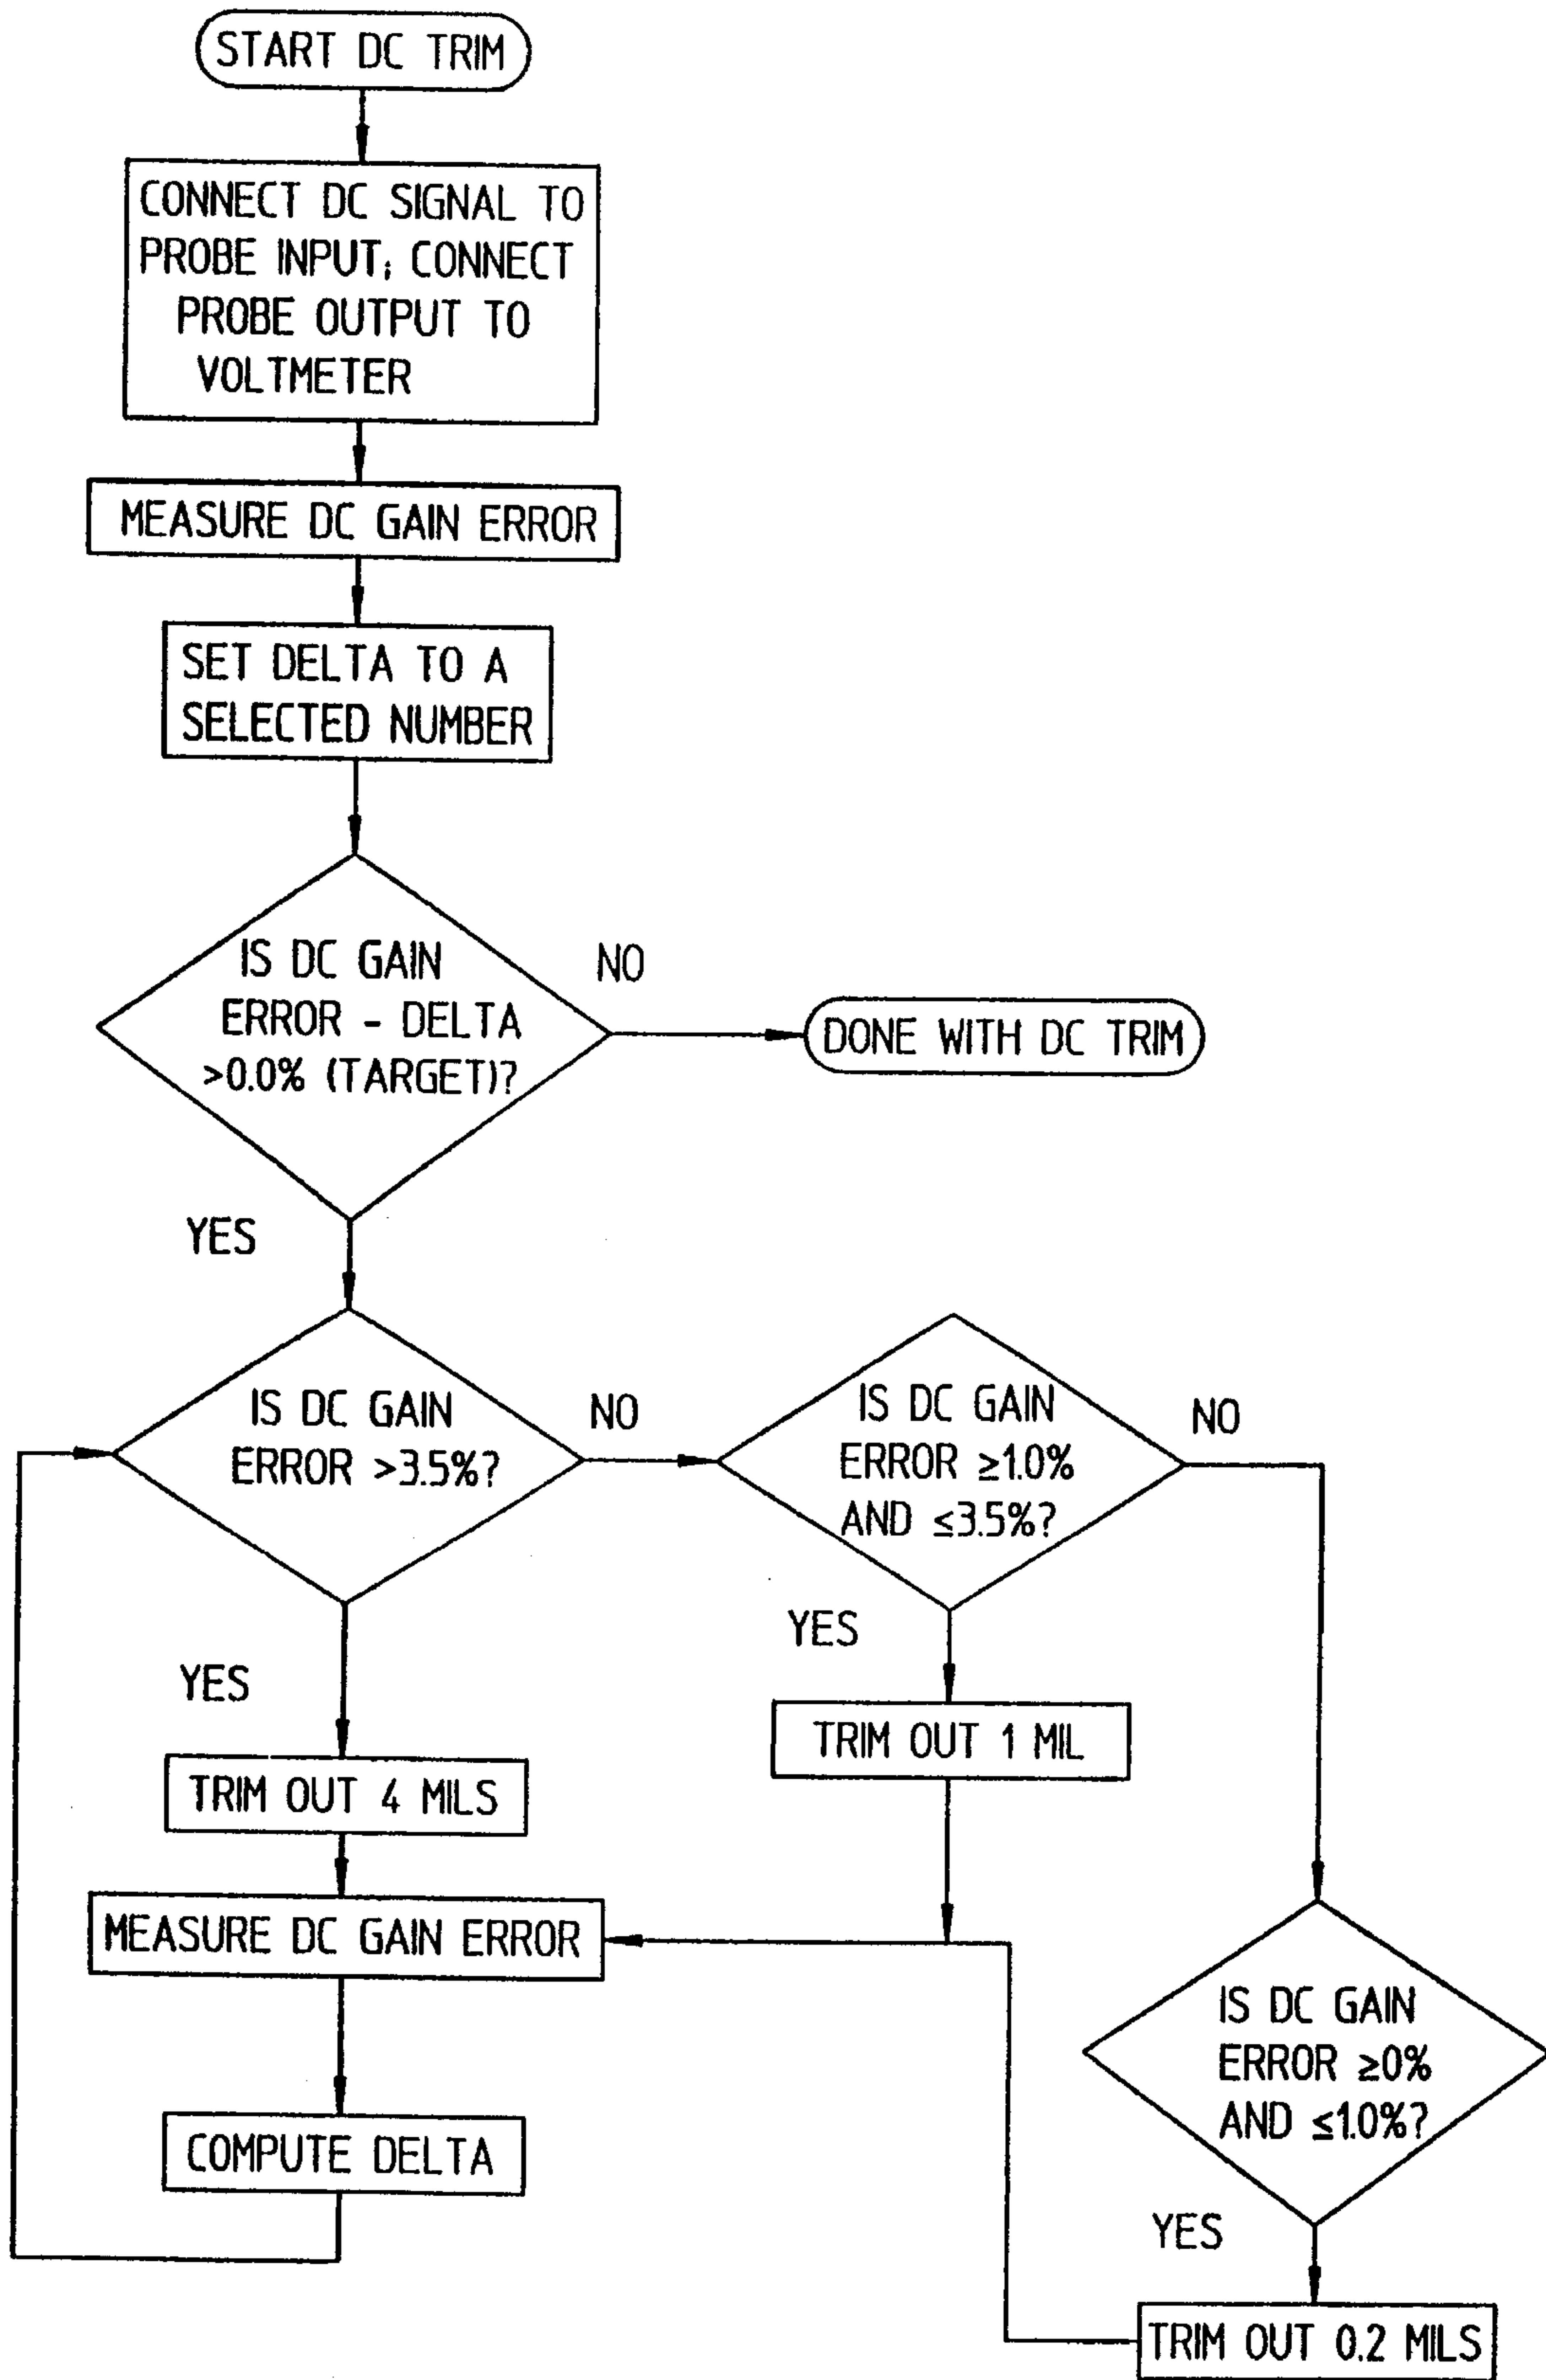 START DC TRIM
CONNECT DC SIGNAL TO
PROBE INPUT; CONNECT
PROBE OUTPUT TO
VOLTMETER
MEASURE DC GAIN ERROR
SET DELTA TO A
SELECTED NUMBER
IS DC GAIN
ERROR - DELTA
>0.0% (TARGET)?
NO
DONE WITH DC TRIM
YES
IS DC GAIN
ERROR >3.5%?
NO
IS DC GAIN
ERROR ≥1.0%
AND ≤3.5%?
NO
YES
TRIM OUT 1 MIL
YES
TRIM OUT 4 MILS
MEASURE DC GAIN ERROR
COMPUTE DELTA
IS DC GAIN
ERROR ≥0%
AND ≤1.0%?
YES
TRIM OUT 0.2 MILS